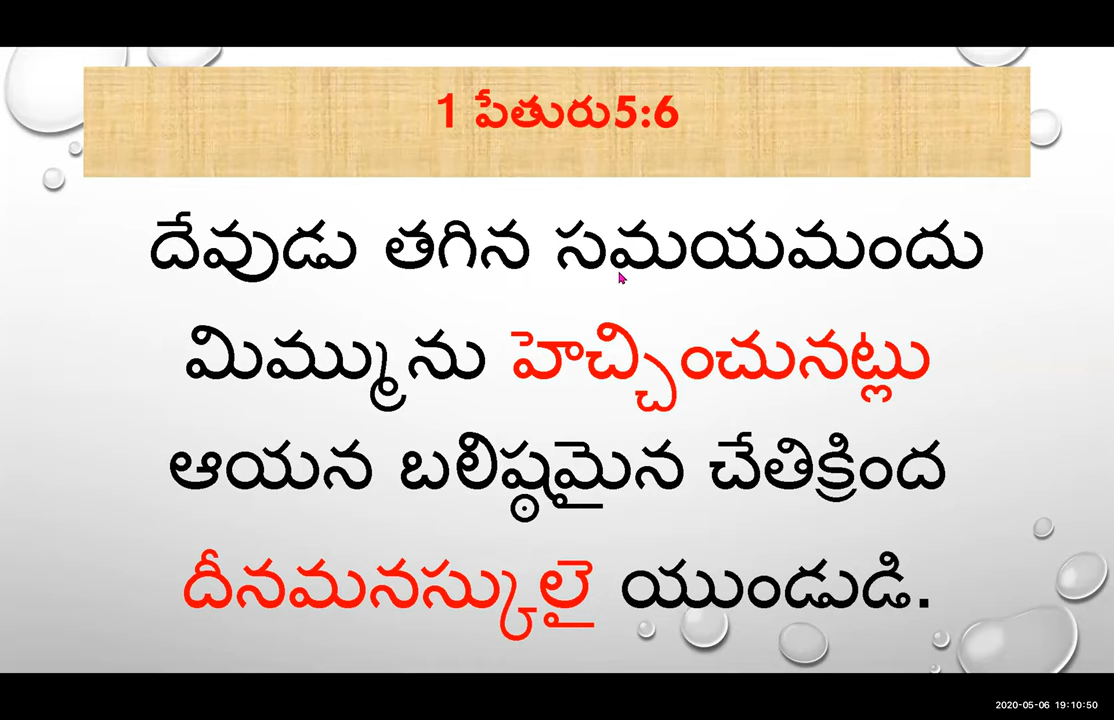 1 పేతురు5:6
దేవుడు తగిన సమయమందు
మిమ్మును హెచ్చించునట్లు
ఆయన బలిష్ఠమైన చేతిక్రింద
దీనమనస్కులై యుండుడి.
2020-05-06 19:10:50